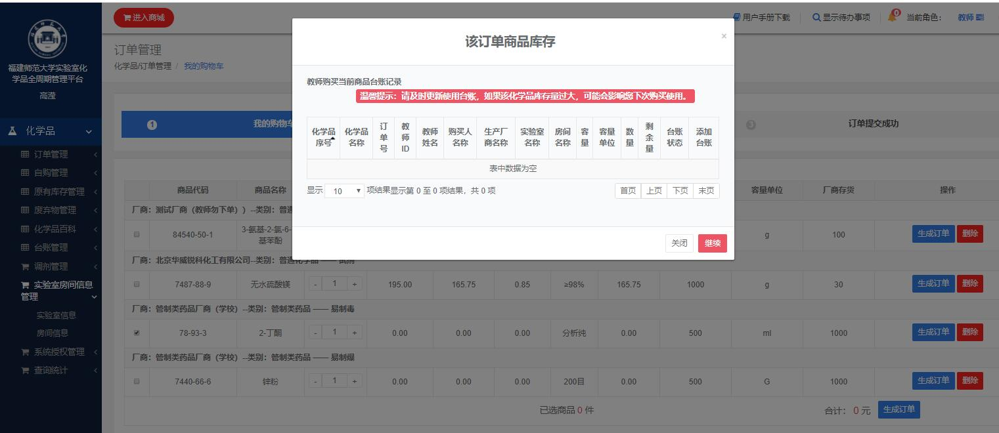 进入商城
用户手册下载
显示待办事项
0
当前角色：
教师
福建师范大学实验室化
学品全周期管理平台
高滢
化学品
订单管理
自购管理
原有库存管理
废弃物管理
化学品百科
台账管理
调剂管理
实验室房间信息
管理
实验室信息
房间信息
系统授权管理
查询统计
订单管理
化学品/订单管理 / 我的购物车
1 我的购物车
3 订单提交成功
该订单商品库存
×
教师购买当前商品台账记录
温馨提示：请及时更新使用台账，如果该化学品库存量过大，可能会影响您下次购买使用。
化学品序号 化学品名称 订单号 教师ID 教师姓名 购买人名称 生产厂商名称 实验室名称 房间名称 容量 容量单位 数量 剩余量 台账状态 添加台账
表中数据为空
显示 10 项结果显示第 0 至 0 项结果，共 0 项
首页 上页 下页 末页
关闭 继续
商品代码 商品名称 容量单位 厂商存货 操作
厂商：测试厂商（教师勿下单））--类别：普通
84540-50-1 3-氨基-2-氯-6-
基苯酚 g 100 生成订单 删除
厂商：北京华威锐科化工有限公司--类别：普通化学品 —— 试剂
7487-88-9 无水硫酸镁 - 1 + 195.00 165.75 0.85 ≥98% 165.75 1000 g 30 生成订单 删除
厂商：管制类药品厂商（学校）--类别：管制类药品 —— 易制毒
78-93-3 2-丁酮 - 1 + 0.00 0.00 0.00 分析纯 0.00 500 ml 1000 生成订单 删除
厂商：管制类药品厂商（学校）--类别：管制类药品 —— 易制爆
7440-66-6 锌粉 - 1 + 0.00 0.00 0.00 200目 0.00 500 G 1000 生成订单 删除
已选商品 0 件 合计： 0 元 生成订单